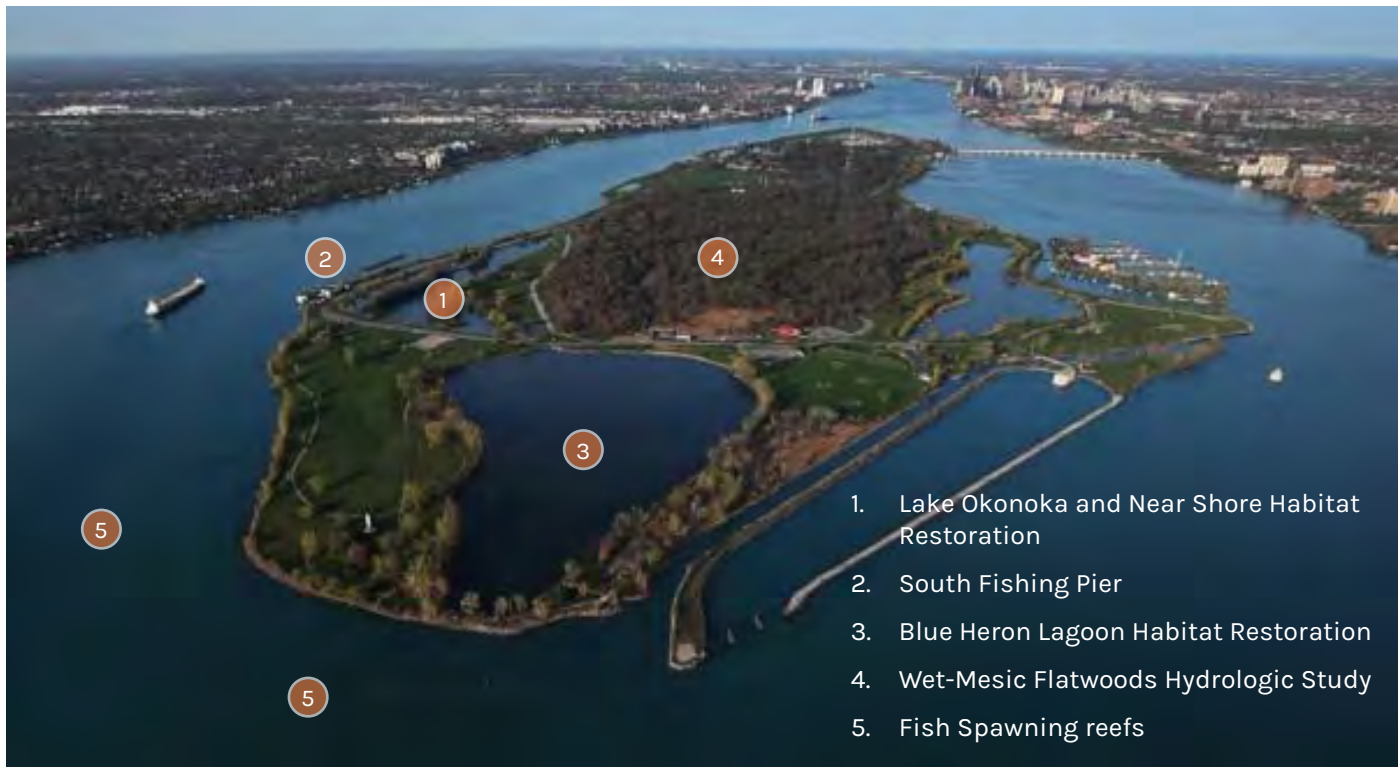 2
4
1
3
5
5
1. Lake Okonoka and Near Shore Habitat
Restoration
2. South Fishing Pier
3. Blue Heron Lagoon Habitat Restoration
4. Wet-Mesic Flatwoods Hydrologic Study
5. Fish Spawning reefs